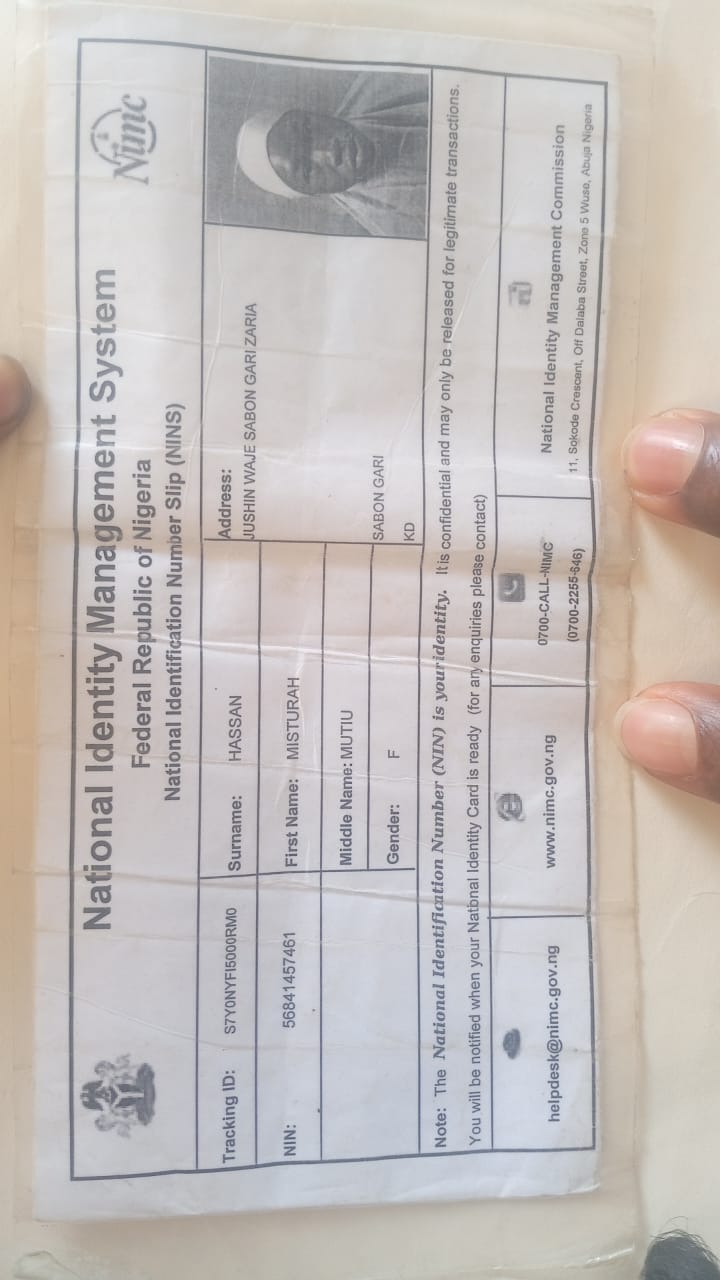 National Identity Management System
Federal Republic of Nigeria
National Identification Number Slip (NINS)
Nimc
Tracking ID: S7Y0NYFI5000RM0
Surname: HASSAN
Address:
JUSHIN WAJE SABON GARI ZARIA
NIN: 56841457461
First Name: MISTURAH
Middle Name: MUTIU
SABON GARI
Gender: F
KD
Note: The National Identification Number (NIN) is your identity. It is confidential and may only be released for legitimate transactions.
You will be notified when your National Identity Card is ready (for any enquiries please contact)
helpdesk@nimc.gov.ng
www.nimc.gov.ng
0700-CALL-NIMC
(0700-2255-646)
National Identity Management Commission
11, Sokode Crescent, Off Dalaba Street, Zone 5 Wuse, Abuja Nigeria